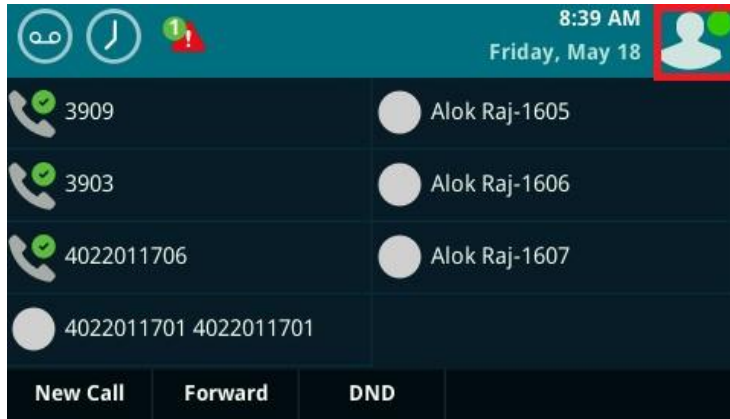 1
8:39 AM
Friday, May 18
3909
Alok Raj-1605
3903
Alok Raj-1606
4022011706
Alok Raj-1607
4022011701 4022011701
New Call Forward DND